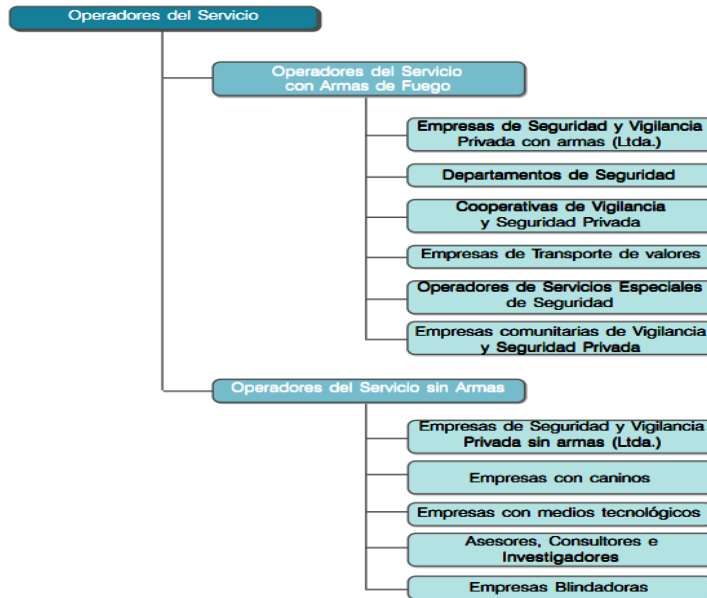 Operadores del Servicio
Operadores del Servicio
con Armas de Fuego
Empresas de Seguridad y Vigilancia
Privada con armas (Ltda.)
Departamentos de Seguridad
Cooperativas de Vigilancia
y Seguridad Privada
Empresas de Transporte de valores
Operadores de Servicios Especiales
de Seguridad
Empresas comunitarias de Vigilancia
y Seguridad Privada
Operadores del Servicio sin Armas
Empresas de Seguridad y Vigilancia
Privada sin armas (Ltda.)
Empresas con caninos
Empresas con medios tecnológicos
Asesores, Consultores e
Investigadores
Empresas Blindadoras